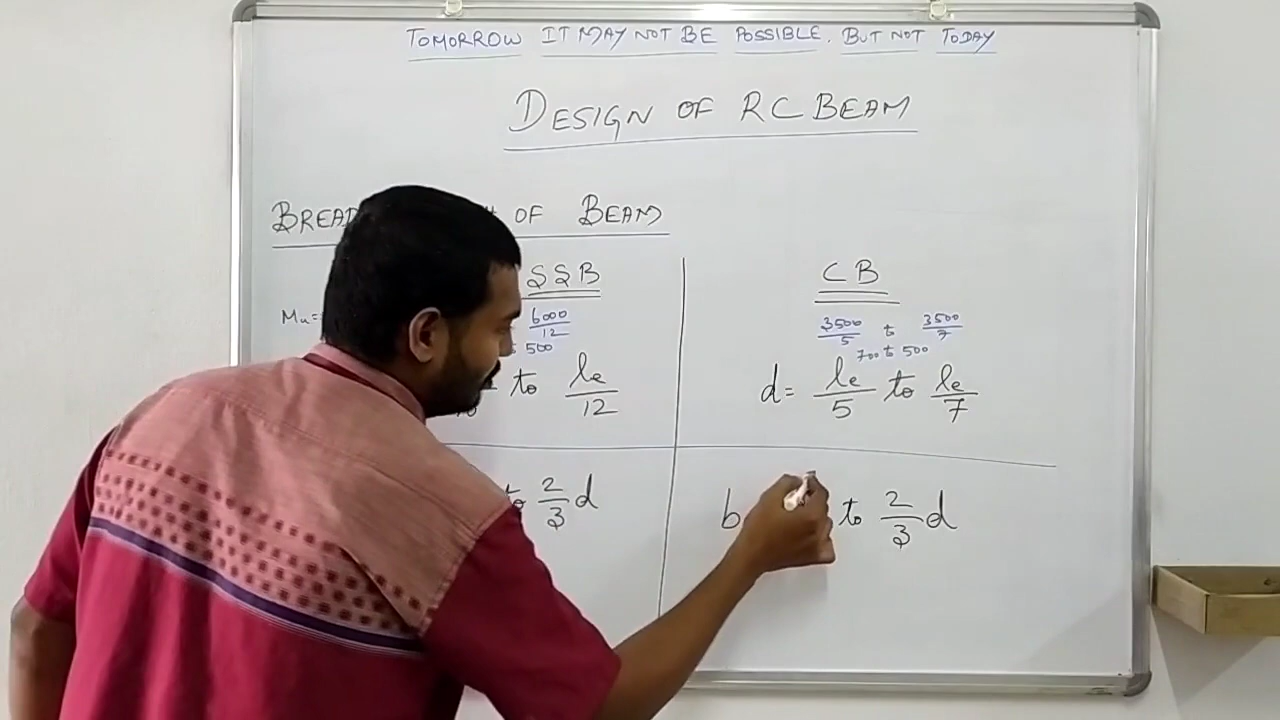 TOMORROW IT MAY NOT BE POSSIBLE. BUT NOT TODAY
DESIGN OF RC BEAM
OF BEAM
SSB
Mu=
6000/12
500
to le/12
to 2/3 d
CB
3500/5 to 3500/7
700 to 500
d= le/5 to le/7
b to 2/3 d